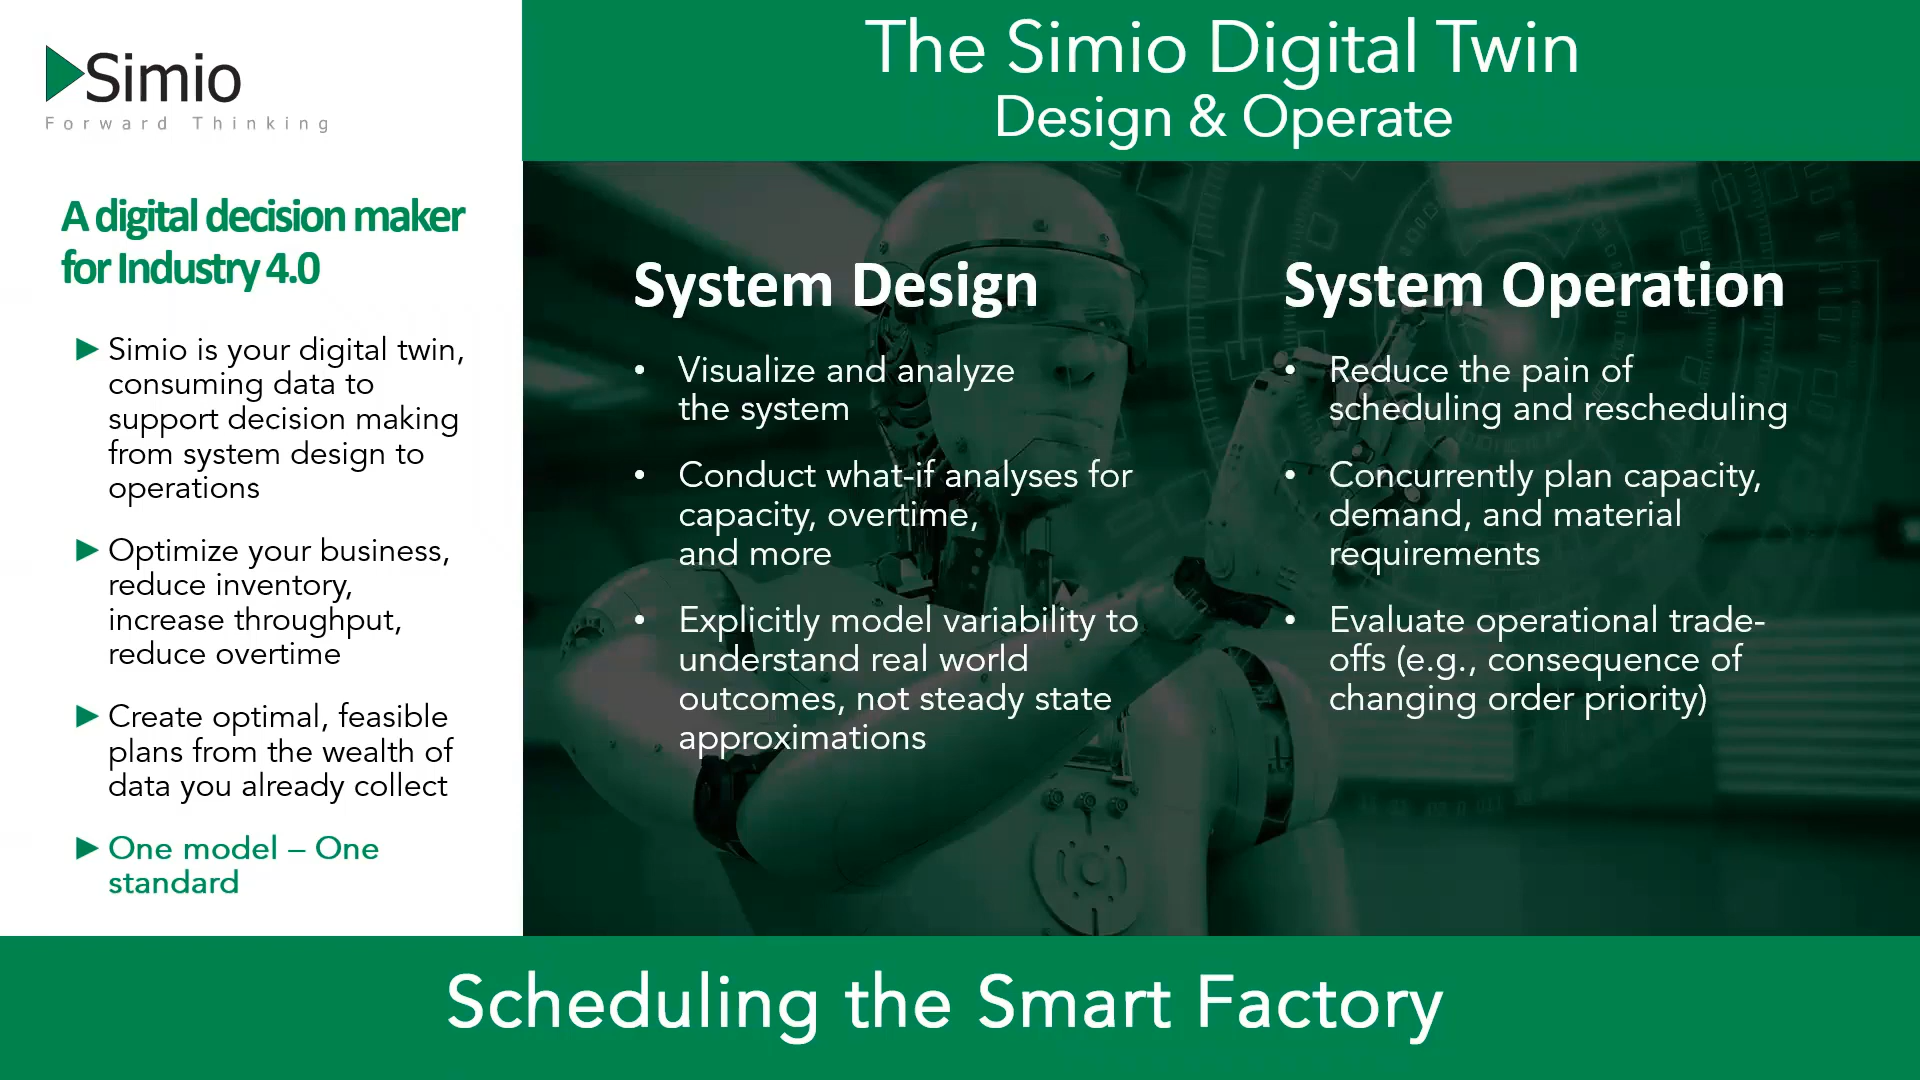 Simio
Forward Thinking
A digital decision maker
for Industry 4.0
Simio is your digital twin,
consuming data to
support decision making
from system design to
operations
Optimize your business,
reduce inventory,
increase throughput,
reduce overtime
Create optimal, feasible
plans from the wealth of
data you already collect
One model – One
standard
The Simio Digital Twin
Design & Operate
System Design
• Visualize and analyze
the system
• Conduct what-if analyses for
capacity, overtime,
and more
• Explicitly model variability to
understand real world
outcomes, not steady state
approximations
System Operation
• Reduce the pain of
scheduling and rescheduling
• Concurrently plan capacity,
demand, and material
requirements
• Evaluate operational trade-
offs (e.g., consequence of
changing order priority)
Scheduling the Smart Factory